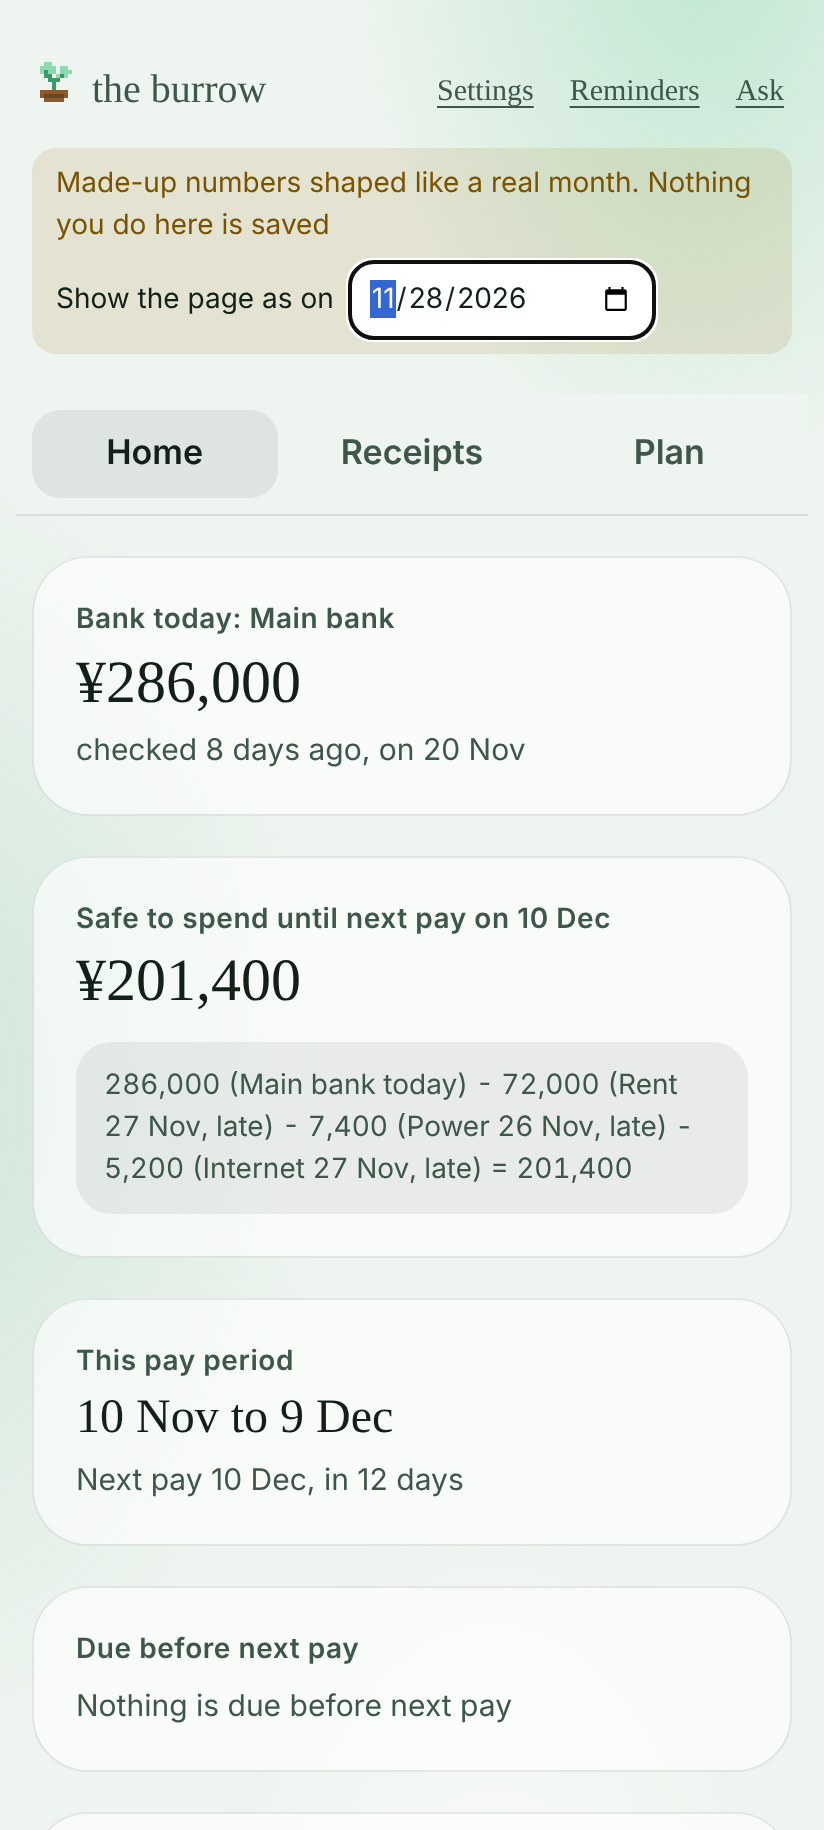 the burrow
Settings Reminders Ask
Made-up numbers shaped like a real month. Nothing
you do here is saved
Show the page as on 11/28/2026
Home Receipts Plan
Bank today: Main bank
¥286,000
checked 8 days ago, on 20 Nov
Safe to spend until next pay on 10 Dec
¥201,400
286,000 (Main bank today) - 72,000 (Rent
27 Nov, late) - 7,400 (Power 26 Nov, late) -
5,200 (Internet 27 Nov, late) = 201,400
This pay period
10 Nov to 9 Dec
Next pay 10 Dec, in 12 days
Due before next pay
Nothing is due before next pay